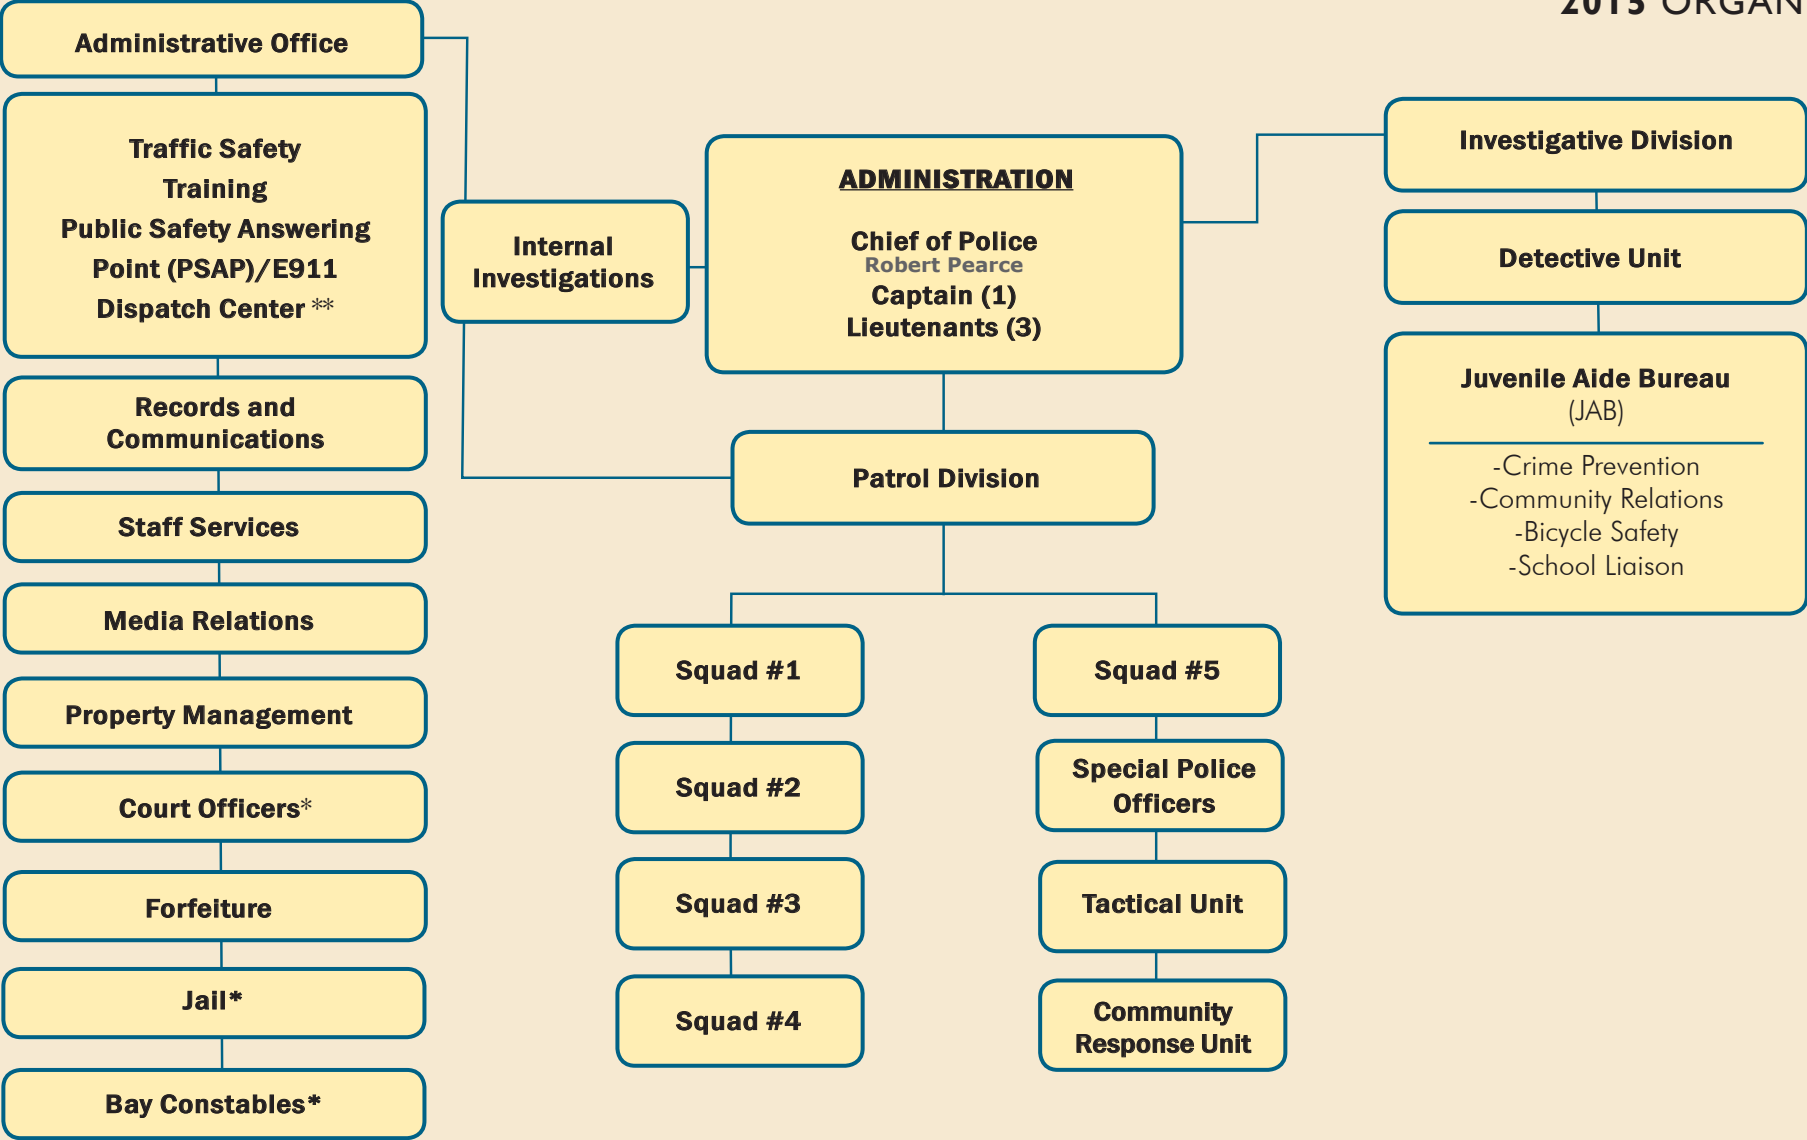 2015 ORGAN
Administrative Office
Traffic Safety
Training
Public Safety Answering
Point (PSAP)/E911
Dispatch Center **
Records and
Communications
Staff Services
Media Relations
Property Management
Court Officers*
Forfeiture
Jail*
Bay Constables*
Internal
Investigations
ADMINISTRATION
Chief of Police
Robert Pearce
Captain (1)
Lieutenants (3)
Patrol Division
Squad #1
Squad #2
Squad #3
Squad #4
Squad #5
Special Police
Officers
Tactical Unit
Community
Response Unit
Investigative Division
Detective Unit
Juvenile Aide Bureau
(JAB)
-Crime Prevention
-Community Relations
-Bicycle Safety
-School Liaison